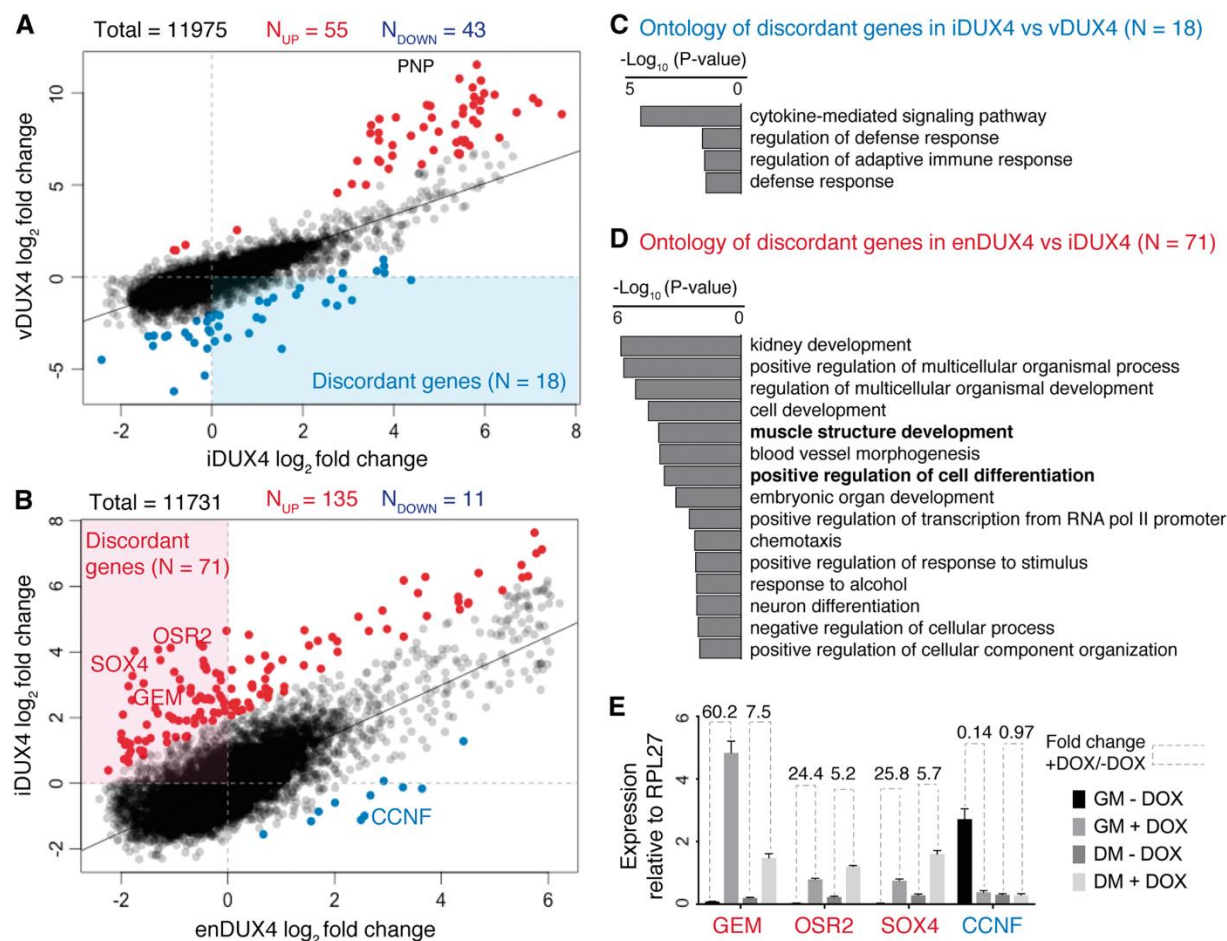 A
Total = 11975
N_UP = 55
N_DOWN = 43
PNP
vDUX4 log2 fold change
10
5
0
-5
Discordant genes (N = 18)
-2
0
2
4
6
8
iDUX4 log2 fold change
B
Total = 11731
N_UP = 135
N_DOWN = 11
iDUX4 log2 fold change
8
6
4
2
0
-2
Discordant
genes (N = 71)
OSR2
SOX4
GEM
CCNF
-2
0
2
4
6
enDUX4 log2 fold change
C
Ontology of discordant genes in iDUX4 vs vDUX4 (N = 18)
-Log10 (P-value)
5
0
cytokine-mediated signaling pathway
regulation of defense response
regulation of adaptive immune response
defense response
D
Ontology of discordant genes in enDUX4 vs iDUX4 (N = 71)
-Log10 (P-value)
6
0
kidney development
positive regulation of multicellular organismal process
regulation of multicellular organismal development
cell development
muscle structure development
blood vessel morphogenesis
positive regulation of cell differentiation
embryonic organ development
positive regulation of transcription from RNA pol II promoter
chemotaxis
positive regulation of response to stimulus
response to alcohol
neuron differentiation
negative regulation of cellular process
positive regulation of cellular component organization
E
Expression
relative to RPL27
6
4
2
0
60.2
7.5
24.4
5.2
25.8
5.7
0.14
0.97
GEM
OSR2
SOX4
CCNF
Fold change
+DOX/-DOX
GM - DOX
GM + DOX
DM - DOX
DM + DOX